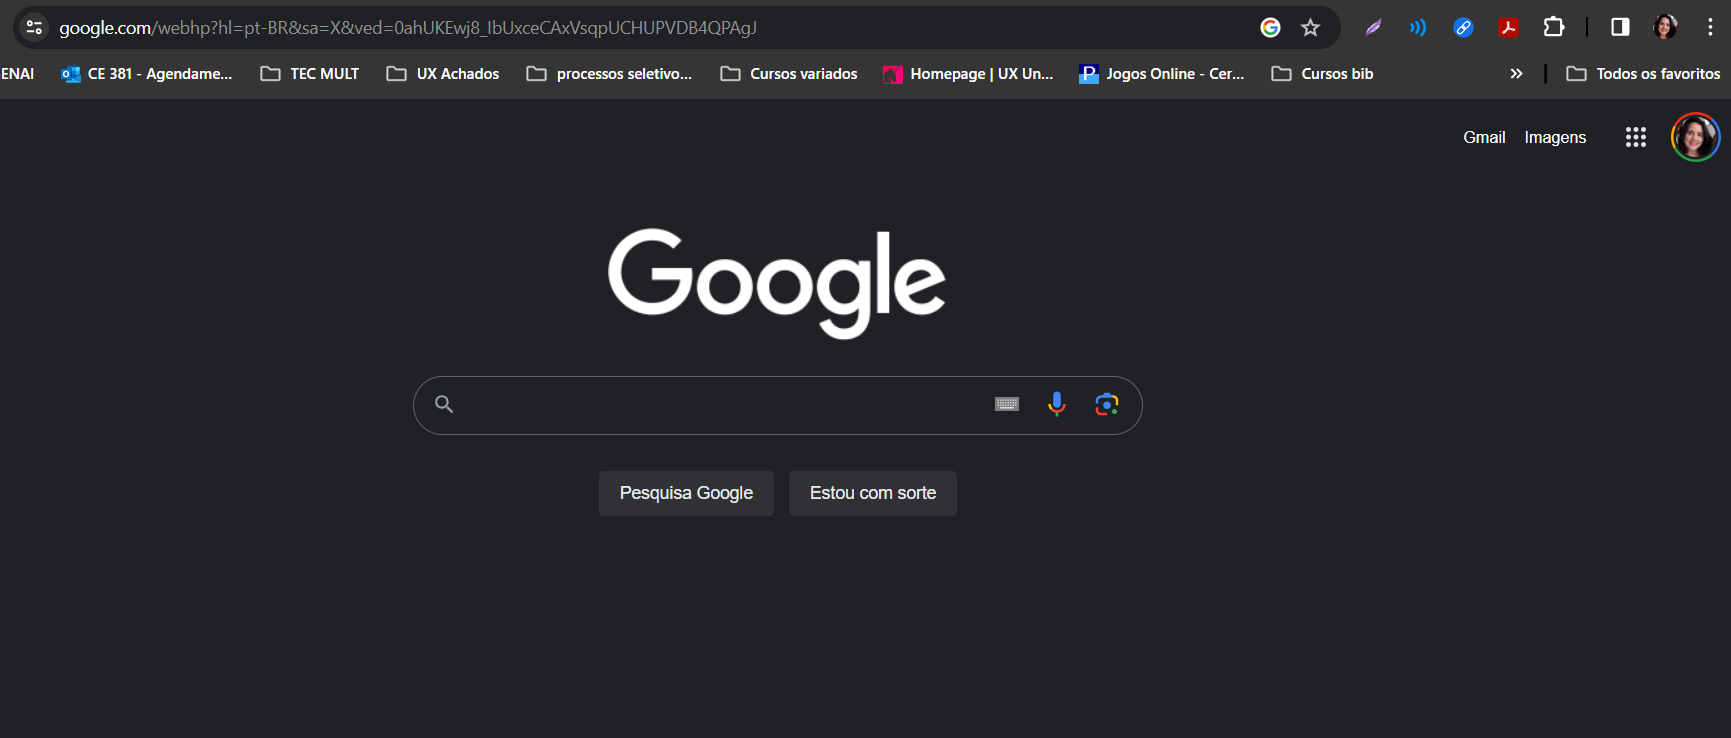 google.com/webhp?hl=pt-BR&sa=X&ved=0ahUKEwj8_IbUxceCAxVsqpUCHUPVDB4QPAgJ
ENAI CE 381 - Agendame... TEC MULT UX Achados processos seletivo... Cursos variados Homepage | UX Un... P Jogos Online - Cer... Cursos bib » Todos os favoritos
Gmail Imagens
Google
Pesquisa Google Estou com sorte